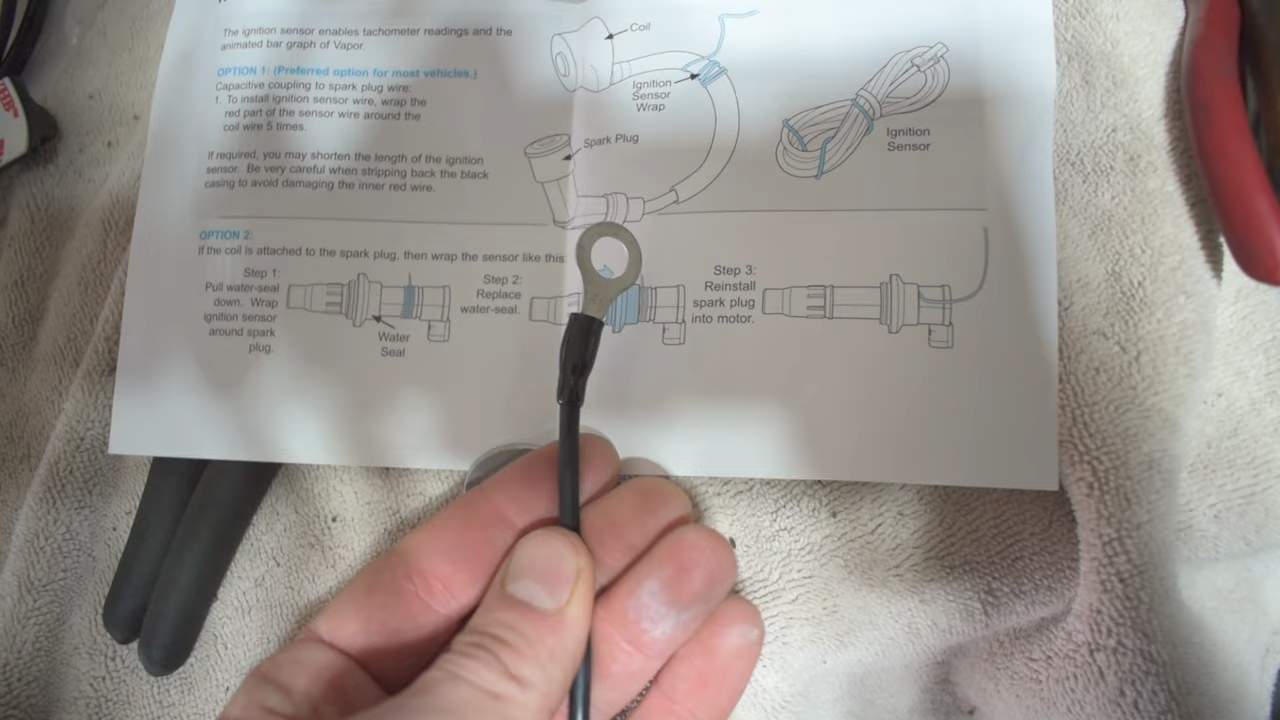 The ignition sensor enables tachometer readings and the
animated bar graph of Vapor.
OPTION 1: (Preferred option for most vehicles.)
Capacitive coupling to spark plug wire:
1. To install ignition sensor wire, wrap the
red part of the sensor wire around the
coil wire 5 times.
If required, you may shorten the length of the ignition
sensor. Be very careful when stripping back the black
casing to avoid damaging the inner red wire.
Coil
Ignition
Sensor
Wrap
Spark Plug
Ignition
Sensor
OPTION 2:
If the coil is attached to the spark plug, then wrap the sensor like this:
Step 1:
Pull water-seal
down. Wrap
ignition sensor
around spark
plug.
Water
Seal
Step 2:
Replace
water-seal.
Step 3:
Reinstall
spark plug
into motor.